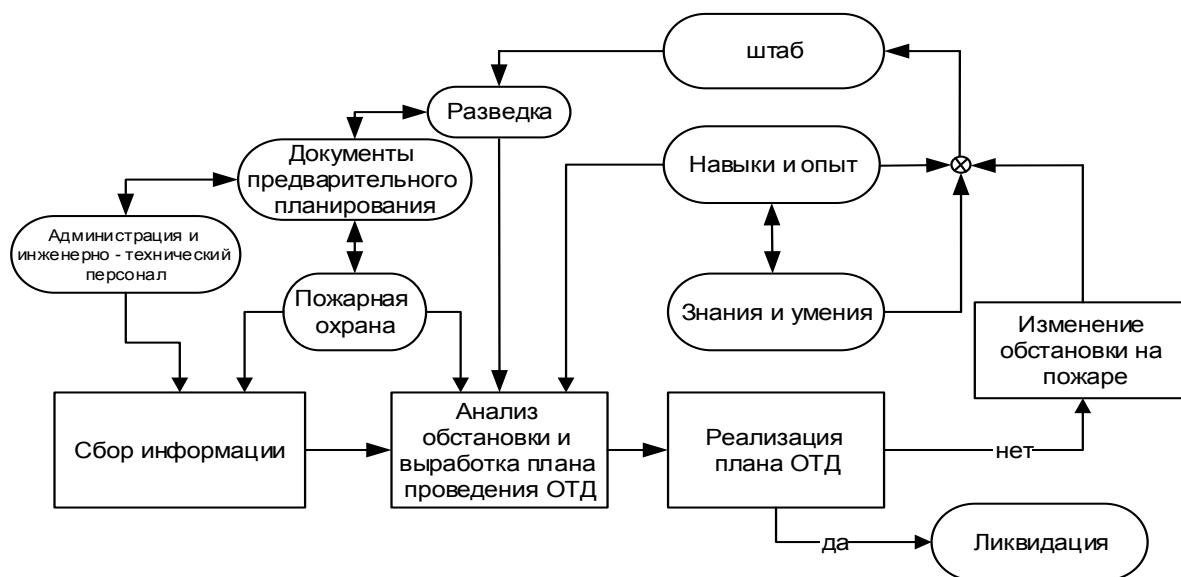 штаб
Разведка
Документы
предварительного
планирования
Навыки и опыт
Администрация и
инженерно - технический
персонал
Пожарная
охрана
Знания и умения
Изменение
обстановки на
пожаре
Сбор информации
Анализ
обстановки и
выработка плана
проведения ОТД
Реализация
плана ОТД
нет
да
Ликвидация